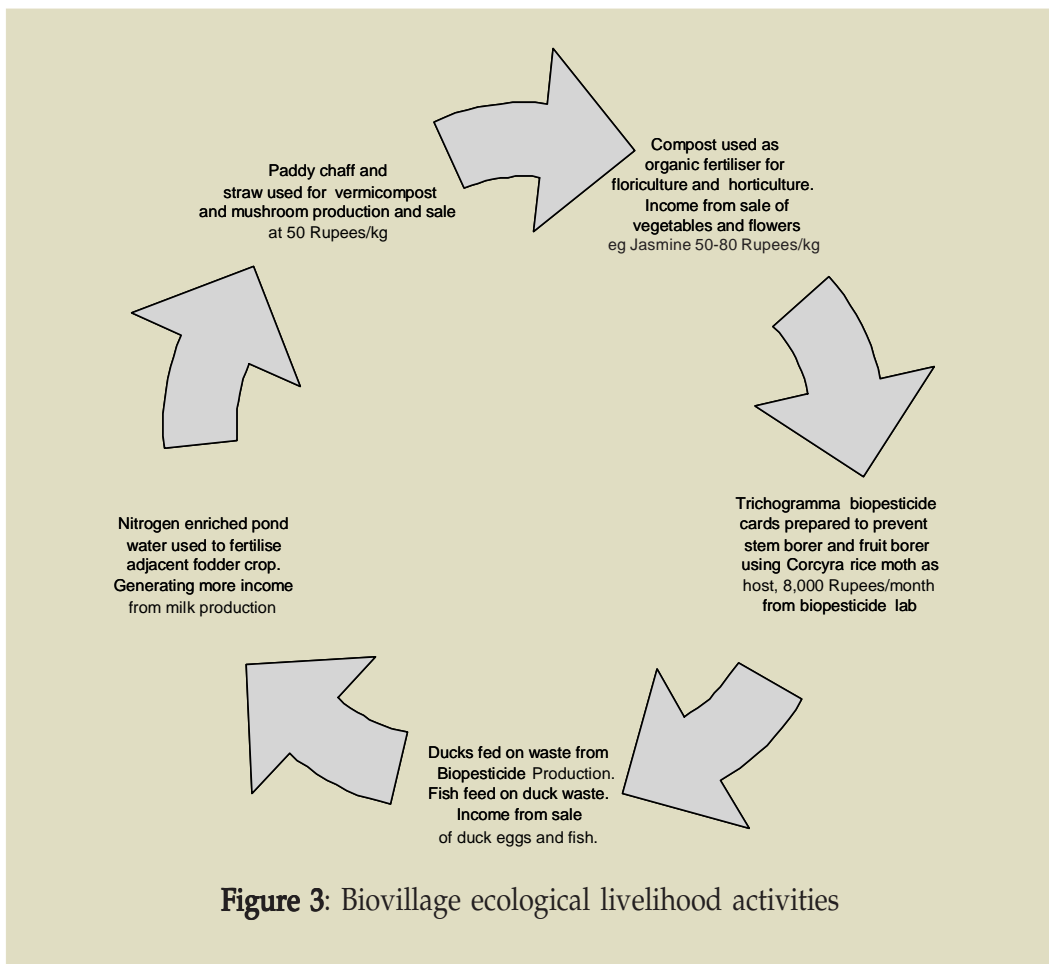 Paddy chaff and
straw used for vermicompost
and mushroom production and sale
at 50 Rupees/kg
Compost used as
organic fertiliser for
floriculture and horticulture.
Income from sale of
vegetables and flowers
eg Jasmine 50-80 Rupees/kg
Trichogramma biopesticide
cards prepared to prevent
stem borer and fruit borer
using Corcyra rice moth as
host, 8,000 Rupees/month
from biopesticide lab
Ducks fed on waste from
Biopesticide Production.
Fish feed on duck waste.
Income from sale
of duck eggs and fish.
Nitrogen enriched pond
water used to fertilise
adjacent fodder crop.
Generating more income
from milk production
Figure 3: Biovillage ecological livelihood activities